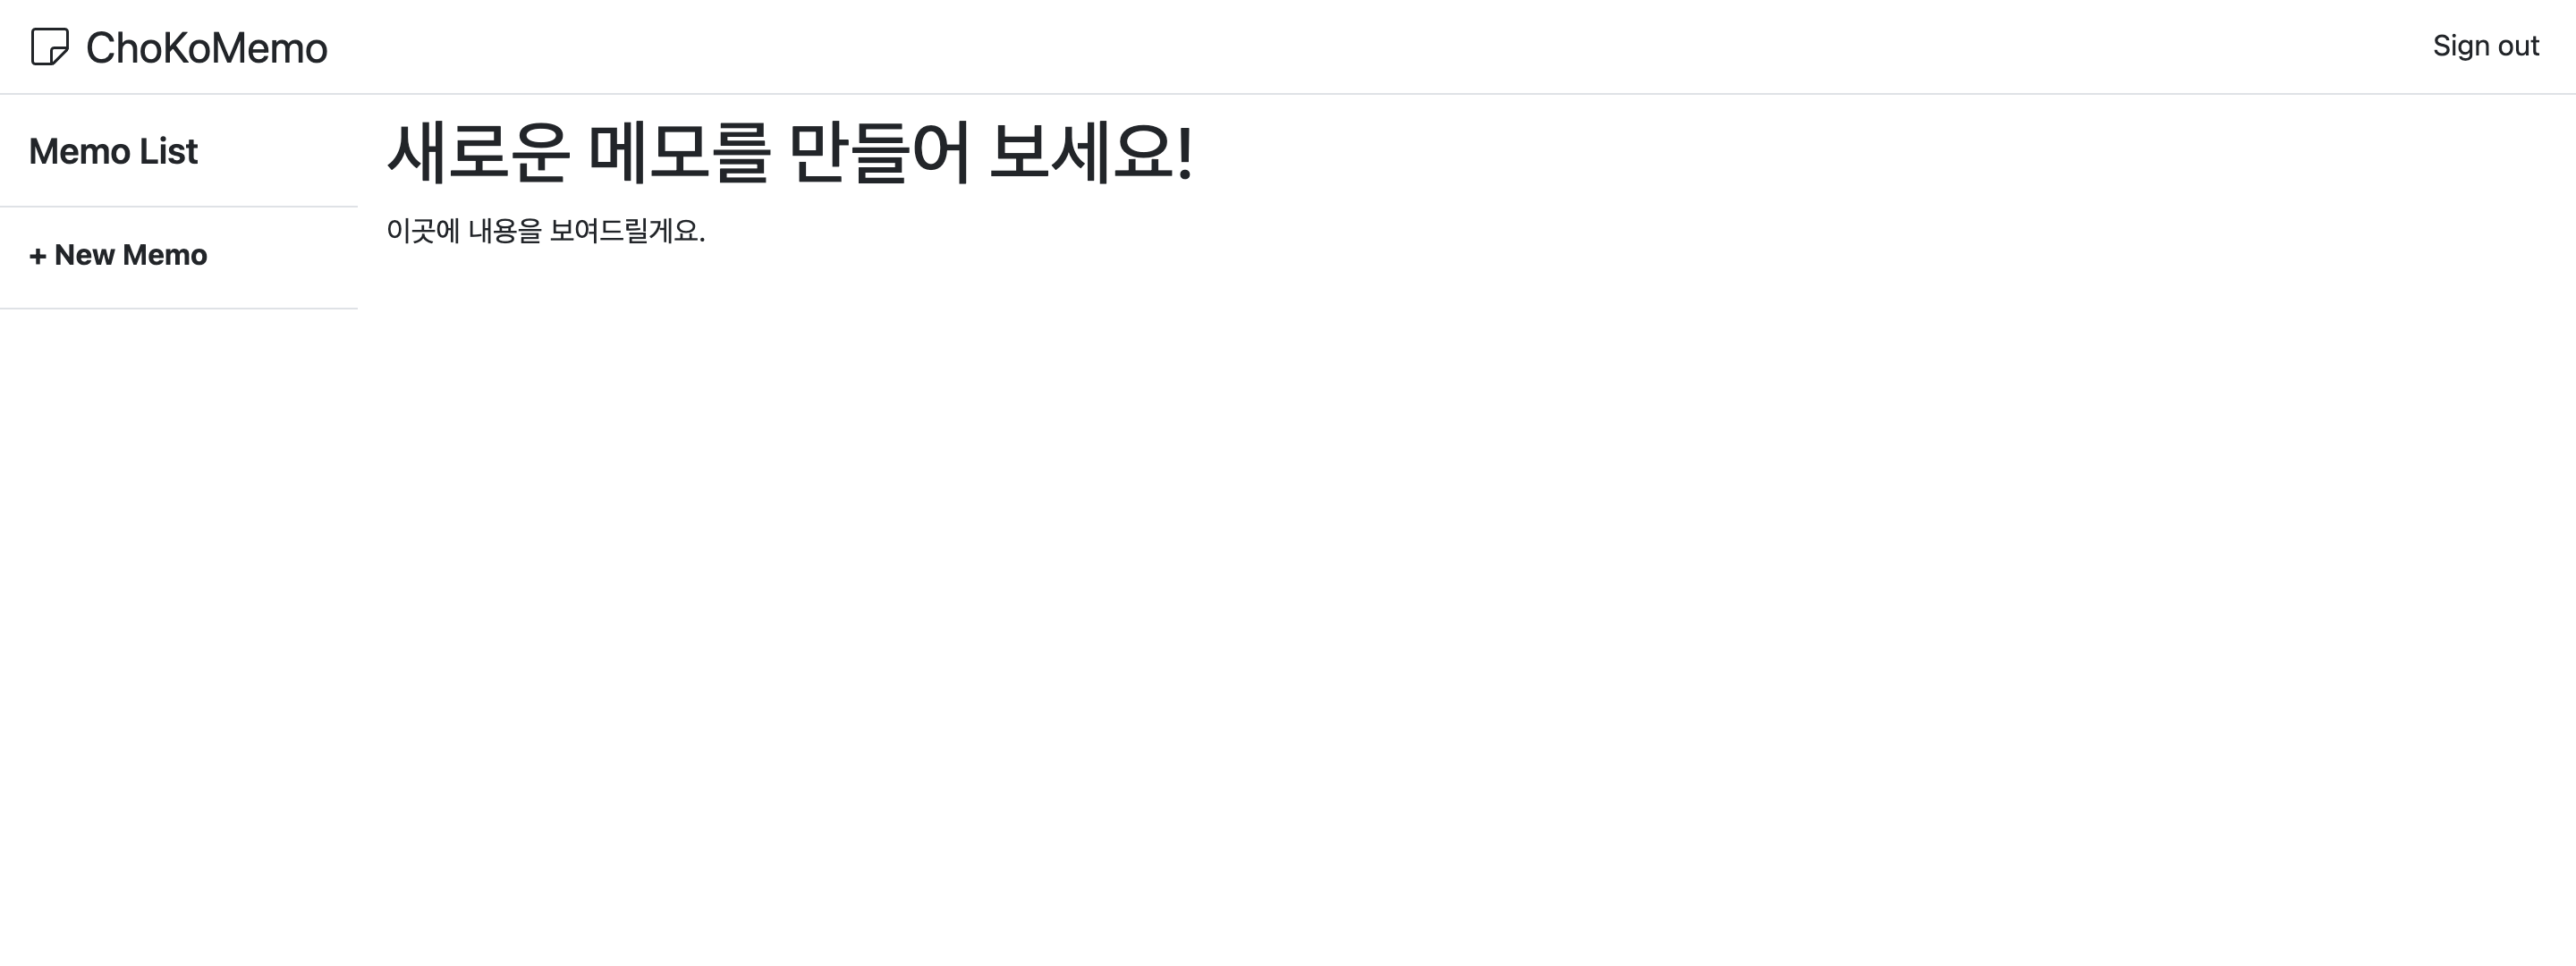 ChoKoMemo
Sign out
Memo List
+ New Memo
새로운 메모를 만들어 보세요!
이곳에 내용을 보여드릴게요.